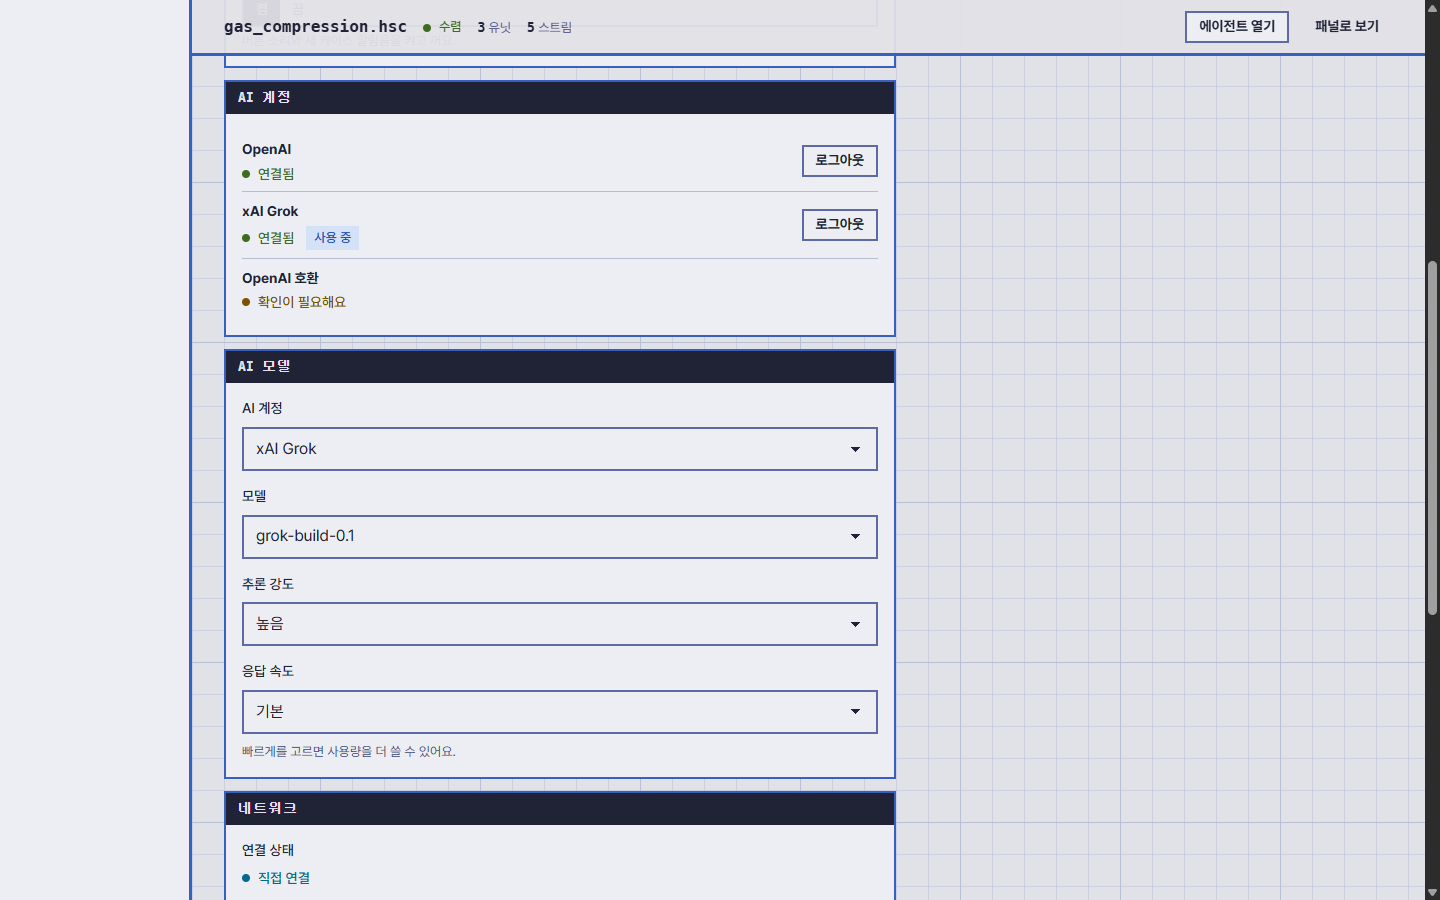 gas_compression.hsc 수렴 3 유닛 5 스트림 에이전트 열기 패널로 보기
AI 계정
OpenAI
연결됨
로그아웃
xAI Grok
연결됨 사용 중
로그아웃
OpenAI 호환
확인이 필요해요
AI 모델
AI 계정
xAI Grok
모델
grok-build-0.1
추론 강도
높음
응답 속도
기본
빠르게를 고르면 사용량을 더 쓸 수 있어요.
네트워크
연결 상태
직접 연결